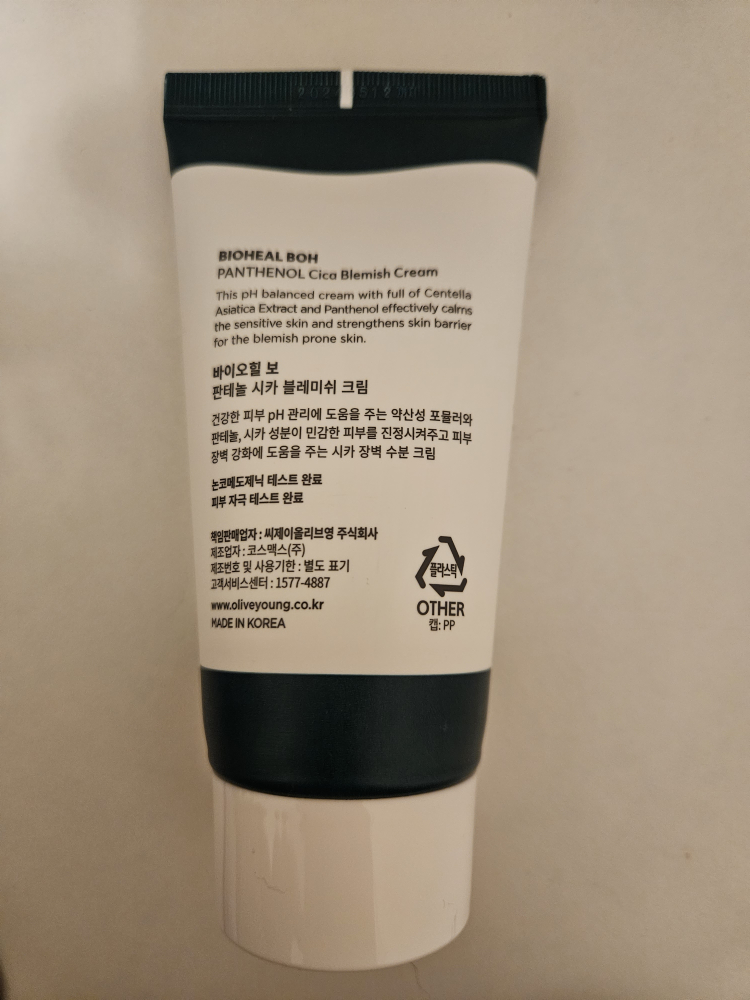 BIOHEAL BOH
PANTHENOL Cica Blemish Cream
This pH balanced cream with full of Centella
Asiatica Extract and Panthenol effectively calms
the sensitive skin and strengthens skin barrier
for the blemish prone skin.
바이오힐 보
판테놀 시카 블레미쉬 크림
건강한 피부 pH 관리에 도움을 주는 약산성 포뮬러와
판테놀, 시카 성분이 민감한 피부를 진정시켜주고 피부
장벽 강화에 도움을 주는 시카 장벽 수분 크림
논코메도제닉 테스트 완료
피부 자극 테스트 완료
책임판매업자 : 씨제이올리브영 주식회사
제조업자 : 코스맥스(주)
제조번호 및 사용기한 : 별도 표기
고객서비스센터 : 1577-4887
www.oliveyoung.co.kr
MADE IN KOREA
플라스틱
OTHER
캡: PP